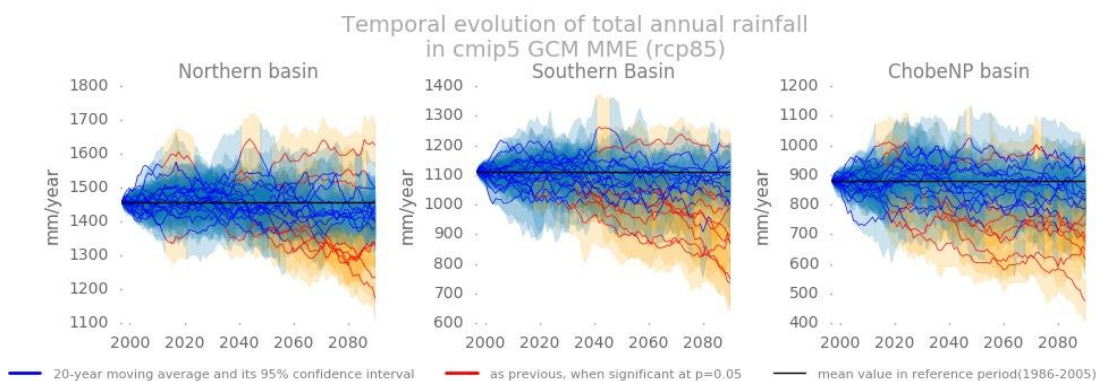 Temporal evolution of total annual rainfall
in cmip5 GCM MME (rcp85)
Northern basin
1800
1700
1600
1500
1400
1300
1200
1100
mm/year
2000 2020 2040 2060 2080
Southern Basin
1400
1300
1200
1100
1000
900
800
700
600
mm/year
2000 2020 2040 2060 2080
ChobeNP basin
1200
1100
1000
900
800
700
600
500
400
mm/year
2000 2020 2040 2060 2080
20-year moving average and its 95% confidence interval
as previous, when significant at p=0.05
mean value in reference period(1986-2005)